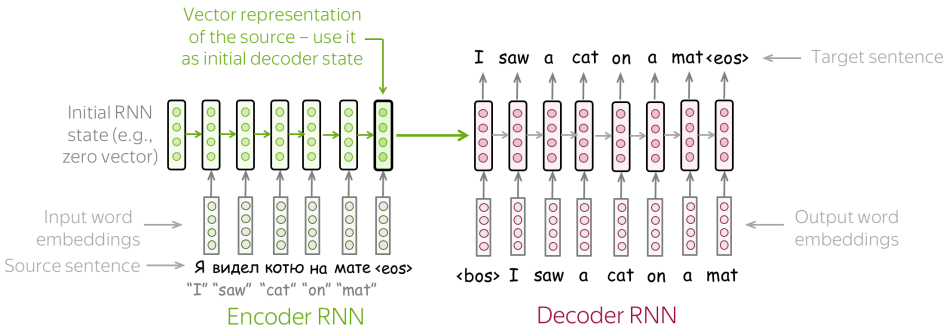 Vector representation
of the source – use it
as initial decoder state
I saw a cat on a mat <eos>
Target sentence
Initial RNN
state (e.g.,
zero vector)
Input word
embeddings
Output word
embeddings
Source sentence
Я видел котю на мате <eos>
"I" "saw" "cat" "on" "mat"
<bos> I saw a cat on a mat
Encoder RNN
Decoder RNN